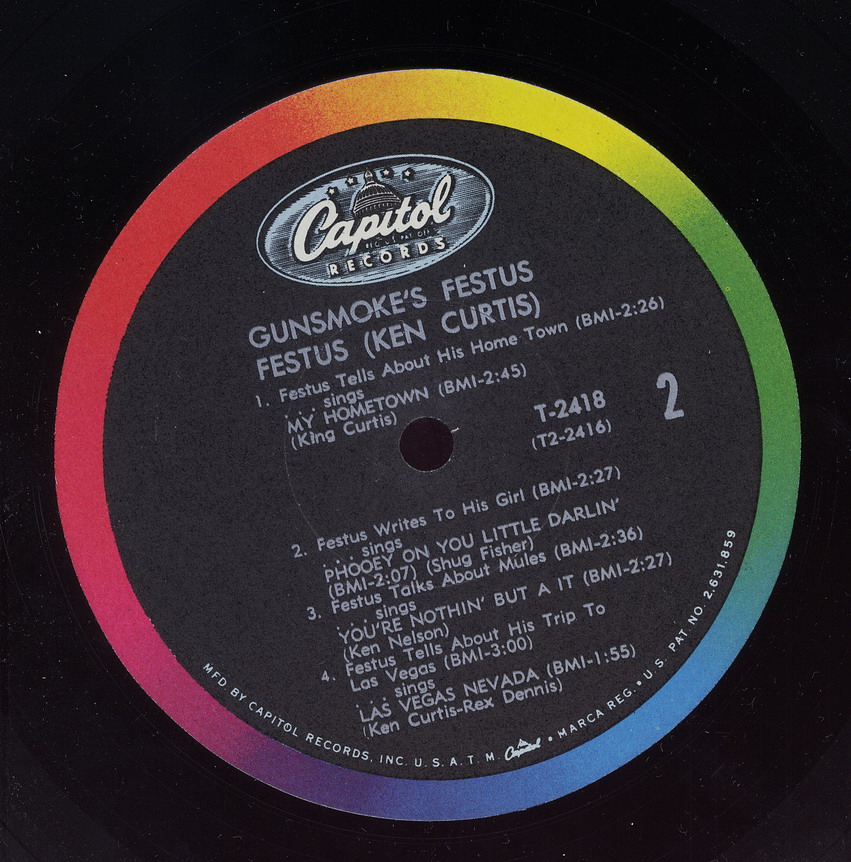 Capitol
REG. U.S. PAT. OFF.
RECORDS
GUNSMOKE'S FESTUS
FESTUS (KEN CURTIS)
1. Festus Tells About His Home Town (BMI-2:26)
. . . sings
MY HOMETOWN (BMI-2:45)
(King Curtis)
T-2418
(T2-2416)
2
2. Festus Writes To His Girl (BMI-2:27)
. . . sings
PHOOEY ON YOU LITTLE DARLIN'
(BMI-2:07) (Shug Fisher)
3. Festus Talks About Mules (BMI-2:36)
. . . sings
YOU'RE NOTHIN' BUT A IT (BMI-2:27)
(Ken Nelson)
4. Festus Tells About His Trip To
Las Vegas (BMI-3:00)
. . . sings
LAS VEGAS NEVADA (BMI-1:55)
(Ken Curtis-Rex Dennis)
MFD BY CAPITOL RECORDS, INC. U. S. A. T. M. Capitol • MARCA REG. • U.S. PAT NO. 2,631,859